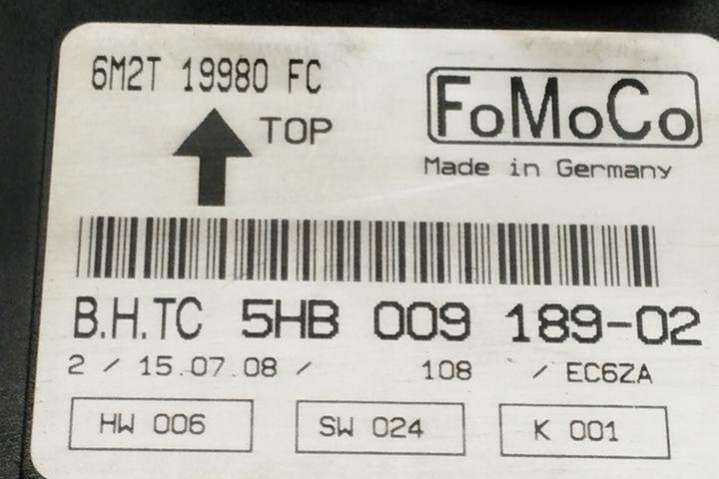 6M2T 19980 FC
TOP
FoMoCo
Made in Germany
B.H.TC 5HB 009 189-02
2 / 15.07.08 / 108 / EC6ZA
HW 006
SW 024
K 001